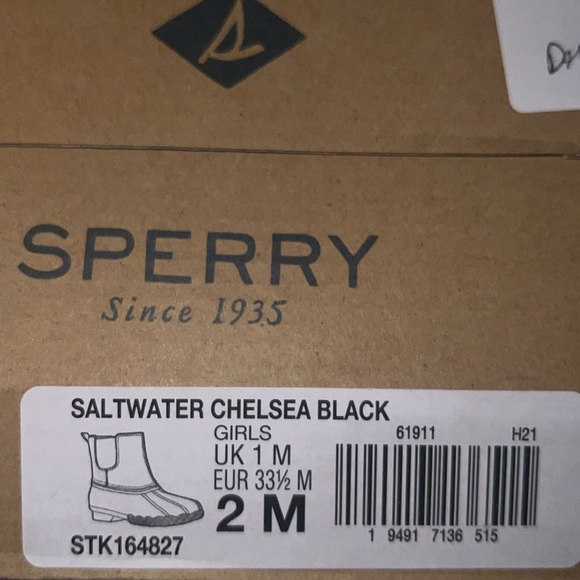 SPERRY
Since 1935
SALTWATER CHELSEA BLACK
GIRLS
UK 1 M
EUR 33½ M
2 M
STK164827
61911 H21
1 9491 7136 515